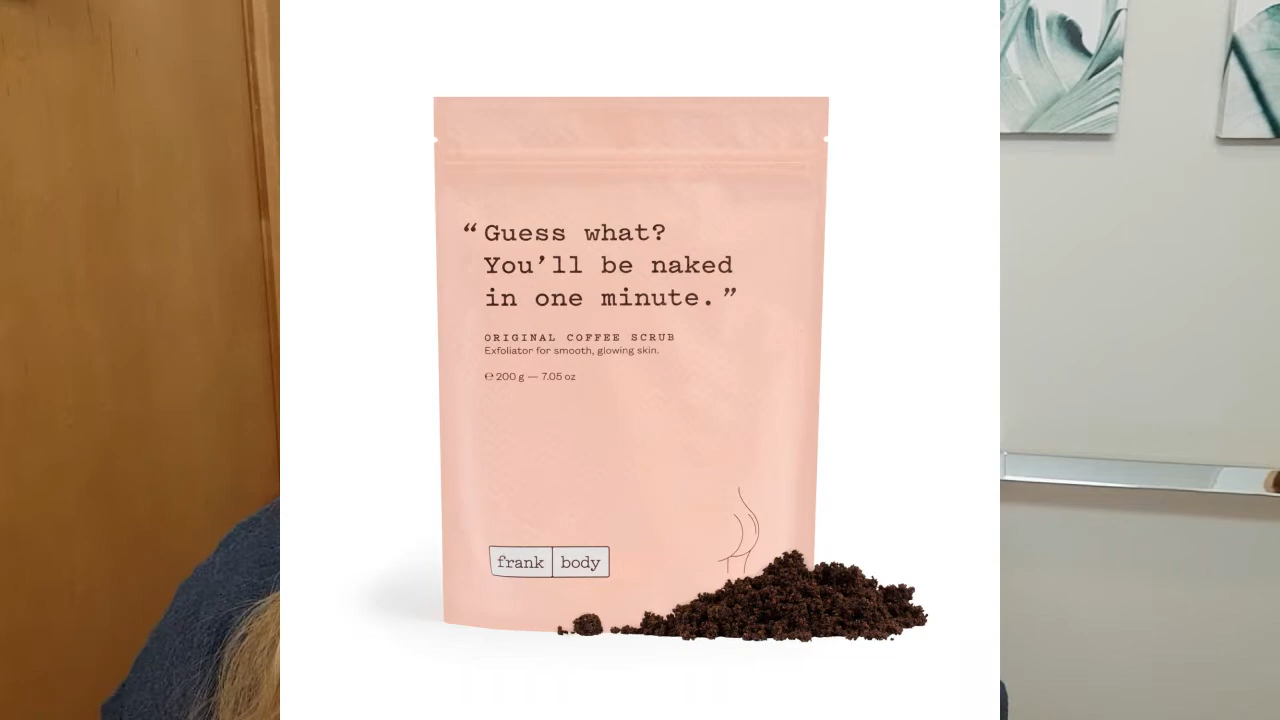 “Guess what?
You’ll be naked
in one minute.”
ORIGINAL COFFEE SCRUB
Exfoliator for smooth, glowing skin.
℮ 200 g — 7.05 oz
frank body